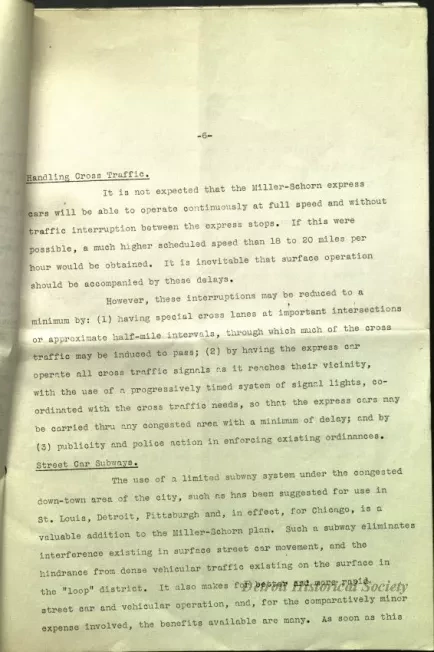 -6-
Handling Cross Traffic.
It is not expected that the Miller-Schorn express
cars will be able to operate continuously at full speed and without
traffic interruption between the express stops. If this were
possible, a much higher scheduled speed than 18 to 20 miles per
hour would be obtained. It is inevitable that surface operation
should be accompanied by these delays.
However, these interruptions may be reduced to a
minimum by: (1) having special cross lanes at important intersections
or approximate half-mile intervals, through which much of the cross
traffic may be induced to pass; (2) by having the express car
operate all cross traffic signals as it reaches their vicinity,
with the use of a progressively timed system of signal lights, co-
ordinated with the cross traffic needs, so that the express cars may
be carried thru any congested area with a minimum of delay; and by
(3) publicity and police action in enforcing existing ordinances.
Street Car Subways.
The use of a limited subway system under the congested
down-town area of the city, such as has been suggested for use in
St. Louis, Detroit, Pittsburgh and, in effect, for Chicago, is a
valuable addition to the Miller-Schorn plan. Such a subway eliminates
interference existing in surface street car movement, and the
hindrance from dense vehicular traffic existing on the surface in
the "loop" district. It also makes for better and more rapid
Detroit Historical Society
street car and vehicular operation, and, for the comparatively minor
expense involved, the benefits available are many. As soon as this